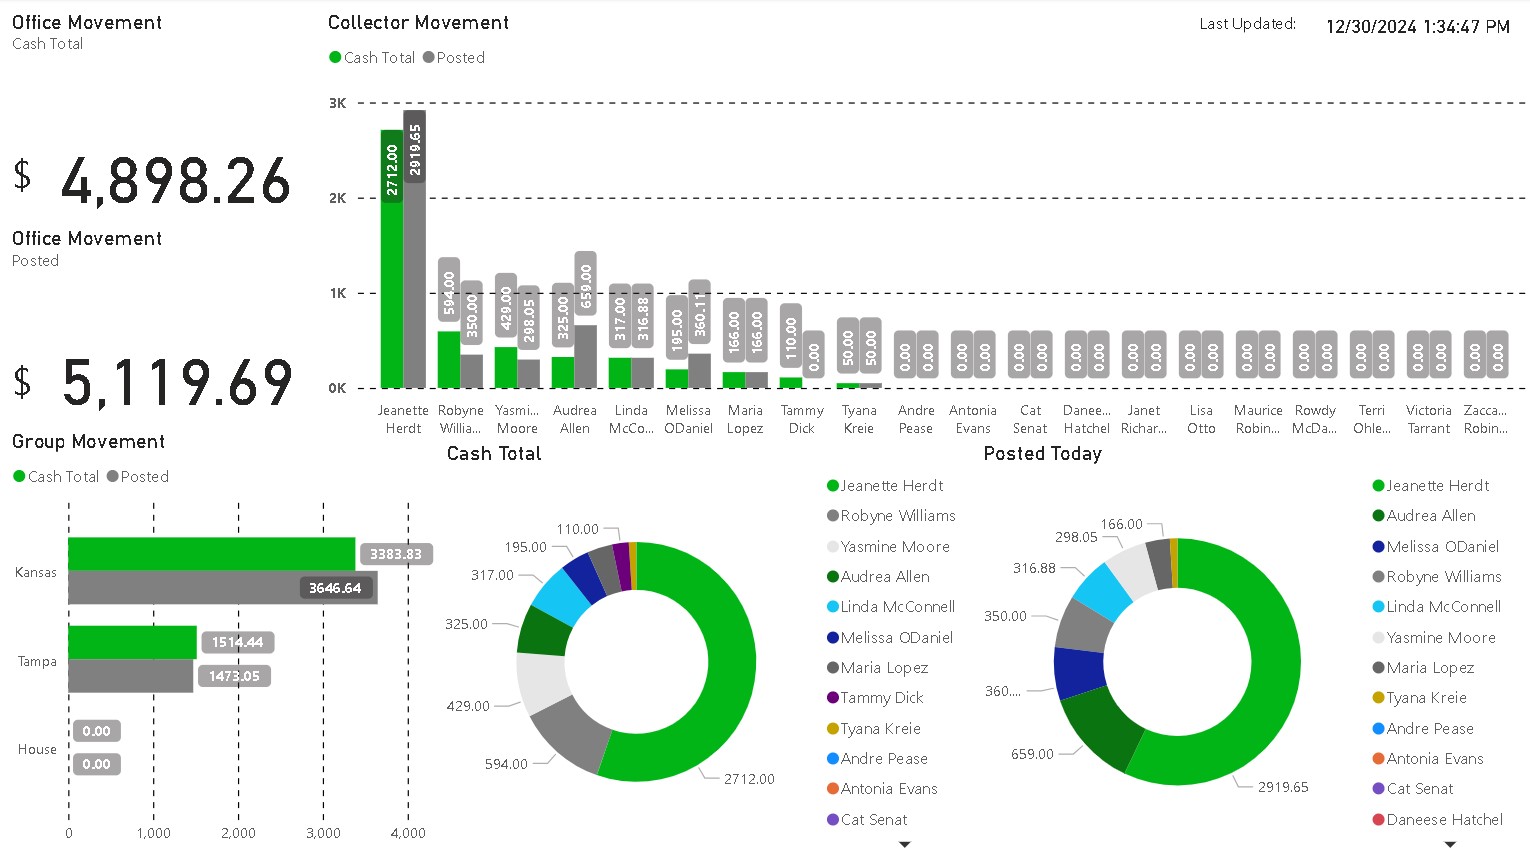 Office Movement
Cash Total
$ 4,898.26
Office Movement
Posted
$ 5,119.69
Collector Movement
Cash Total Posted
Last Updated: 12/30/2024 1:34:47 PM
3K
2K
1K
0K
2712.00 2919.65
594.00 350.00
429.00 298.05
325.00 659.00
317.00 316.88
195.00 360.11
166.00 166.00
110.00 0.00
50.00 50.00
0.00 0.00
0.00 0.00
0.00 0.00
0.00 0.00
0.00 0.00
0.00 0.00
0.00 0.00
0.00 0.00
0.00 0.00
0.00 0.00
0.00 0.00
Jeanette Herdt
Robyne Willia...
Yasmi... Moore
Audrea Allen
Linda McCo...
Melissa ODaniel
Maria Lopez
Tammy Dick
Tyana Kreie
Andre Pease
Antonia Evans
Cat Senat
Danee... Hatchel
Janet Richar...
Lisa Otto
Maurice Robin...
Rowdy McDa...
Terri Ohle...
Victoria Tarrant
Zacca... Robin...
Group Movement
Cash Total Posted
Kansas
3383.83
3646.64
Tampa
1514.44
1473.05
House
0.00
0.00
0 1,000 2,000 3,000 4,000
Cash Total
110.00
195.00
317.00
325.00
429.00
594.00
2712.00
Jeanette Herdt
Robyne Williams
Yasmine Moore
Audrea Allen
Linda McConnell
Melissa ODaniel
Maria Lopez
Tammy Dick
Tyana Kreie
Andre Pease
Antonia Evans
Cat Senat
Posted Today
166.00
298.05
316.88
350.00
360....
659.00
2919.65
Jeanette Herdt
Audrea Allen
Melissa ODaniel
Robyne Williams
Linda McConnell
Yasmine Moore
Maria Lopez
Tyana Kreie
Andre Pease
Antonia Evans
Cat Senat
Daneese Hatchel